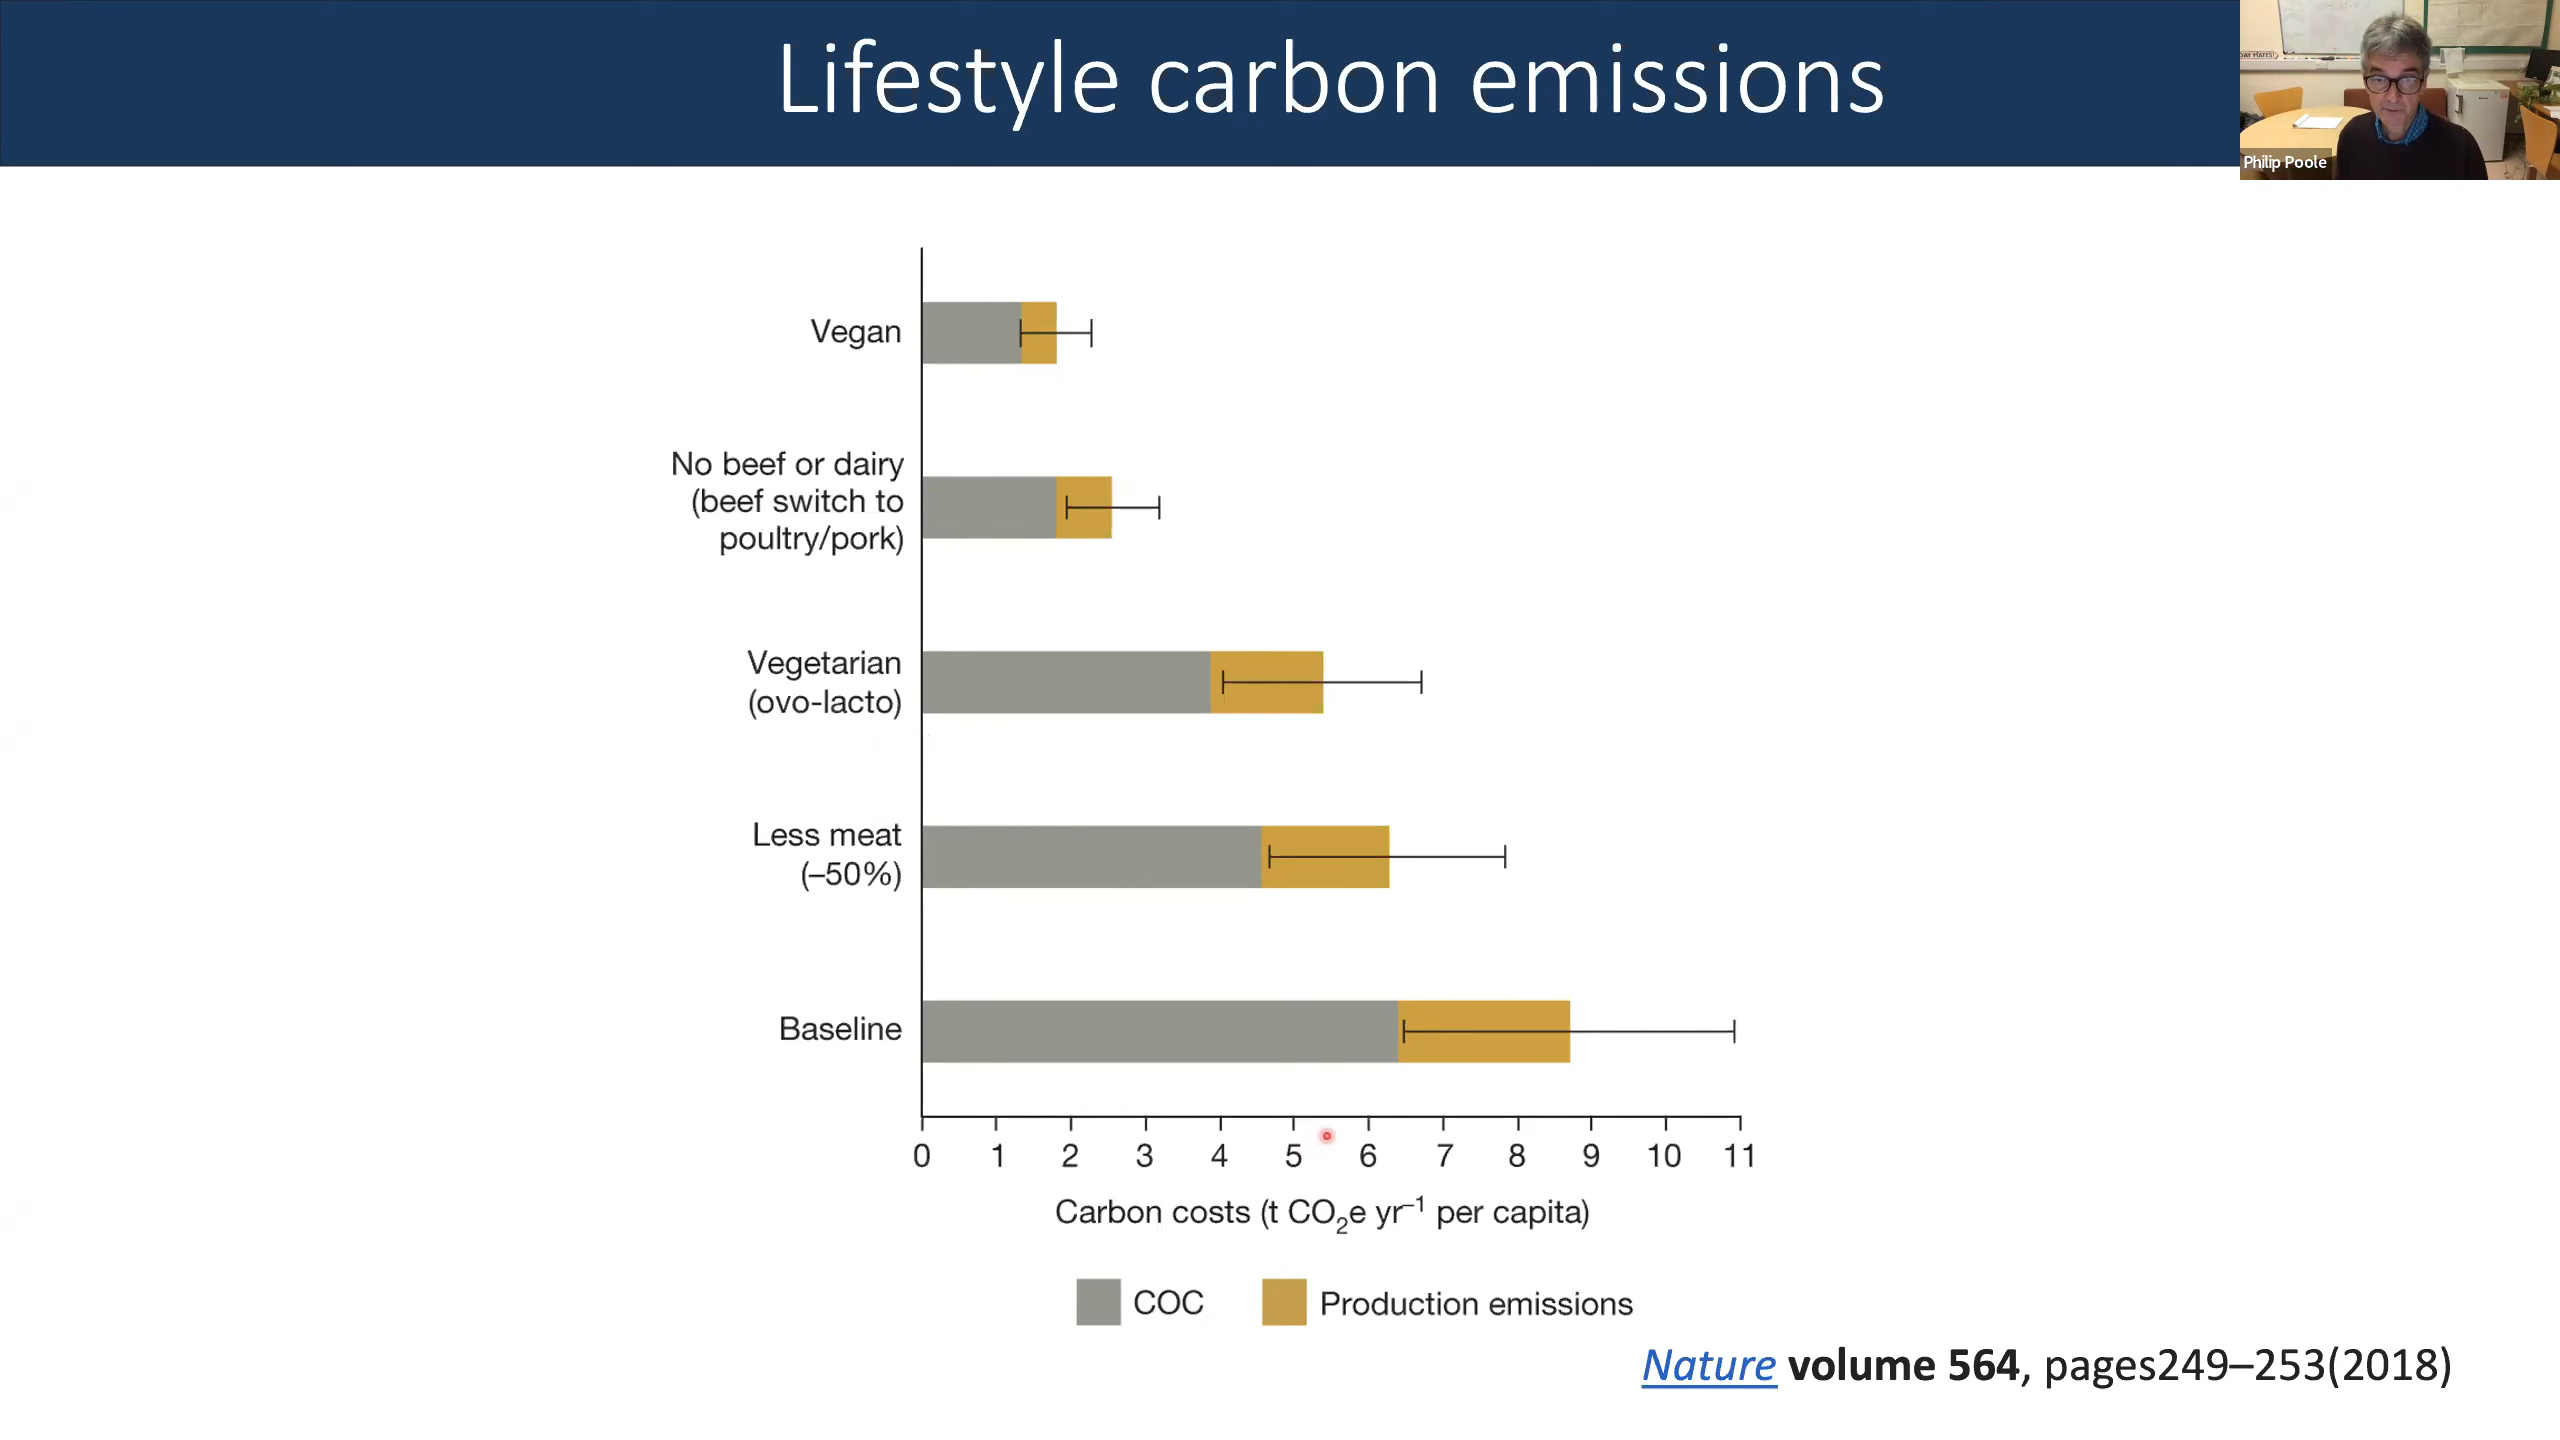 Lifestyle carbon emissions
Philip Poole
Vegan
No beef or dairy
(beef switch to
poultry/pork)
Vegetarian
(ovo-lacto)
Less meat
(–50%)
Baseline
0 1 2 3 4 5 6 7 8 9 10 11
Carbon costs (t CO₂e yr⁻¹ per capita)
COC Production emissions
Nature volume 564, pages249–253(2018)